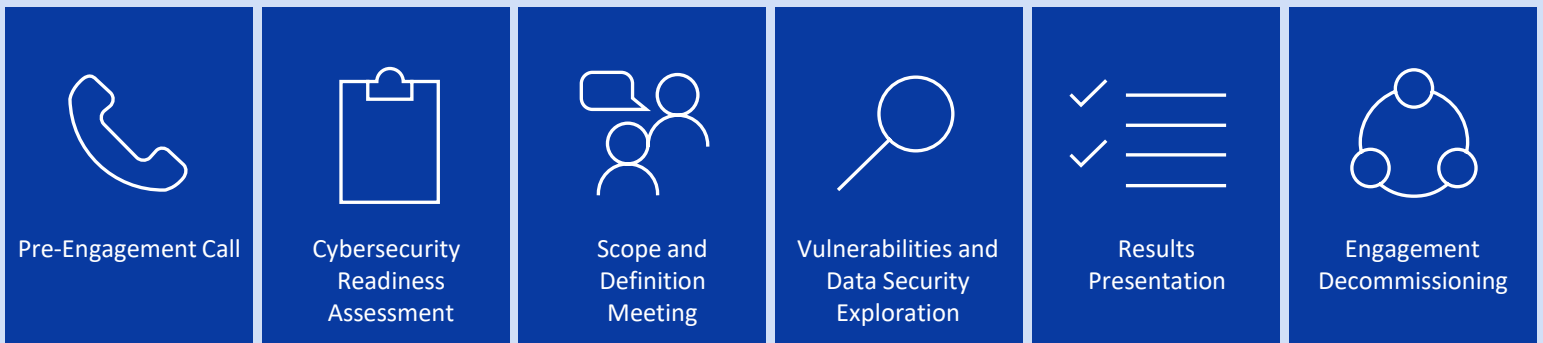 Pre-Engagement Call
Cybersecurity
Readiness
Assessment
Scope and
Definition
Meeting
Vulnerabilities and
Data Security
Exploration
Results
Presentation
Engagement
Decommissioning